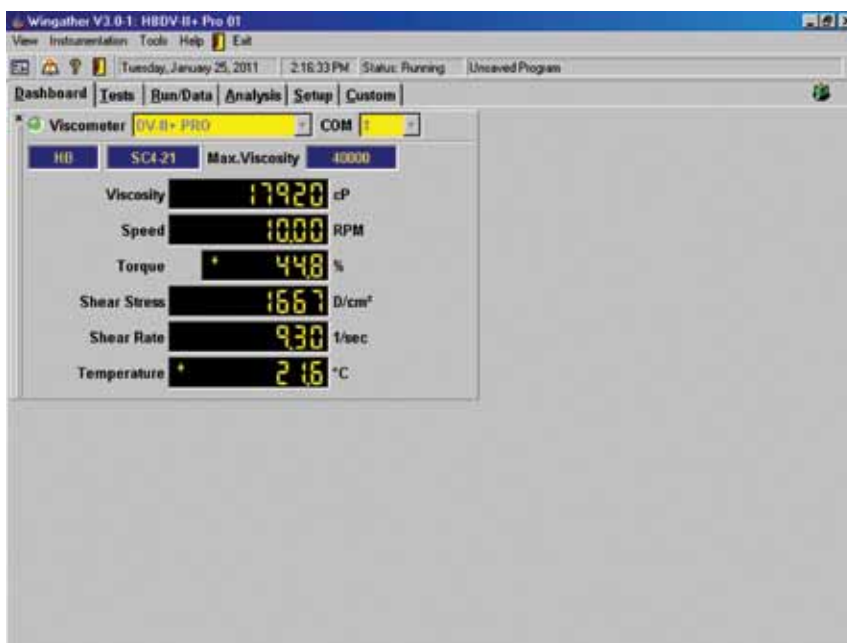 Wingather V3.0-1: HBDV-II+ Pro 01
View Instrumentation Tools Help Exit
Tuesday, January 25, 2011 2:16:33 PM Status: Running Unsaved Program
Dashboard Tests Run/Data Analysis Setup Custom
Viscometer DV-II+ PRO COM 1
HB SC4-21 Max.Viscosity 40000
Viscosity 17920 cP
Speed 10.00 RPM
Torque + 44.8 %
Shear Stress 1667 D/cm²
Shear Rate 9.30 1/sec
Temperature + 21.6 °C